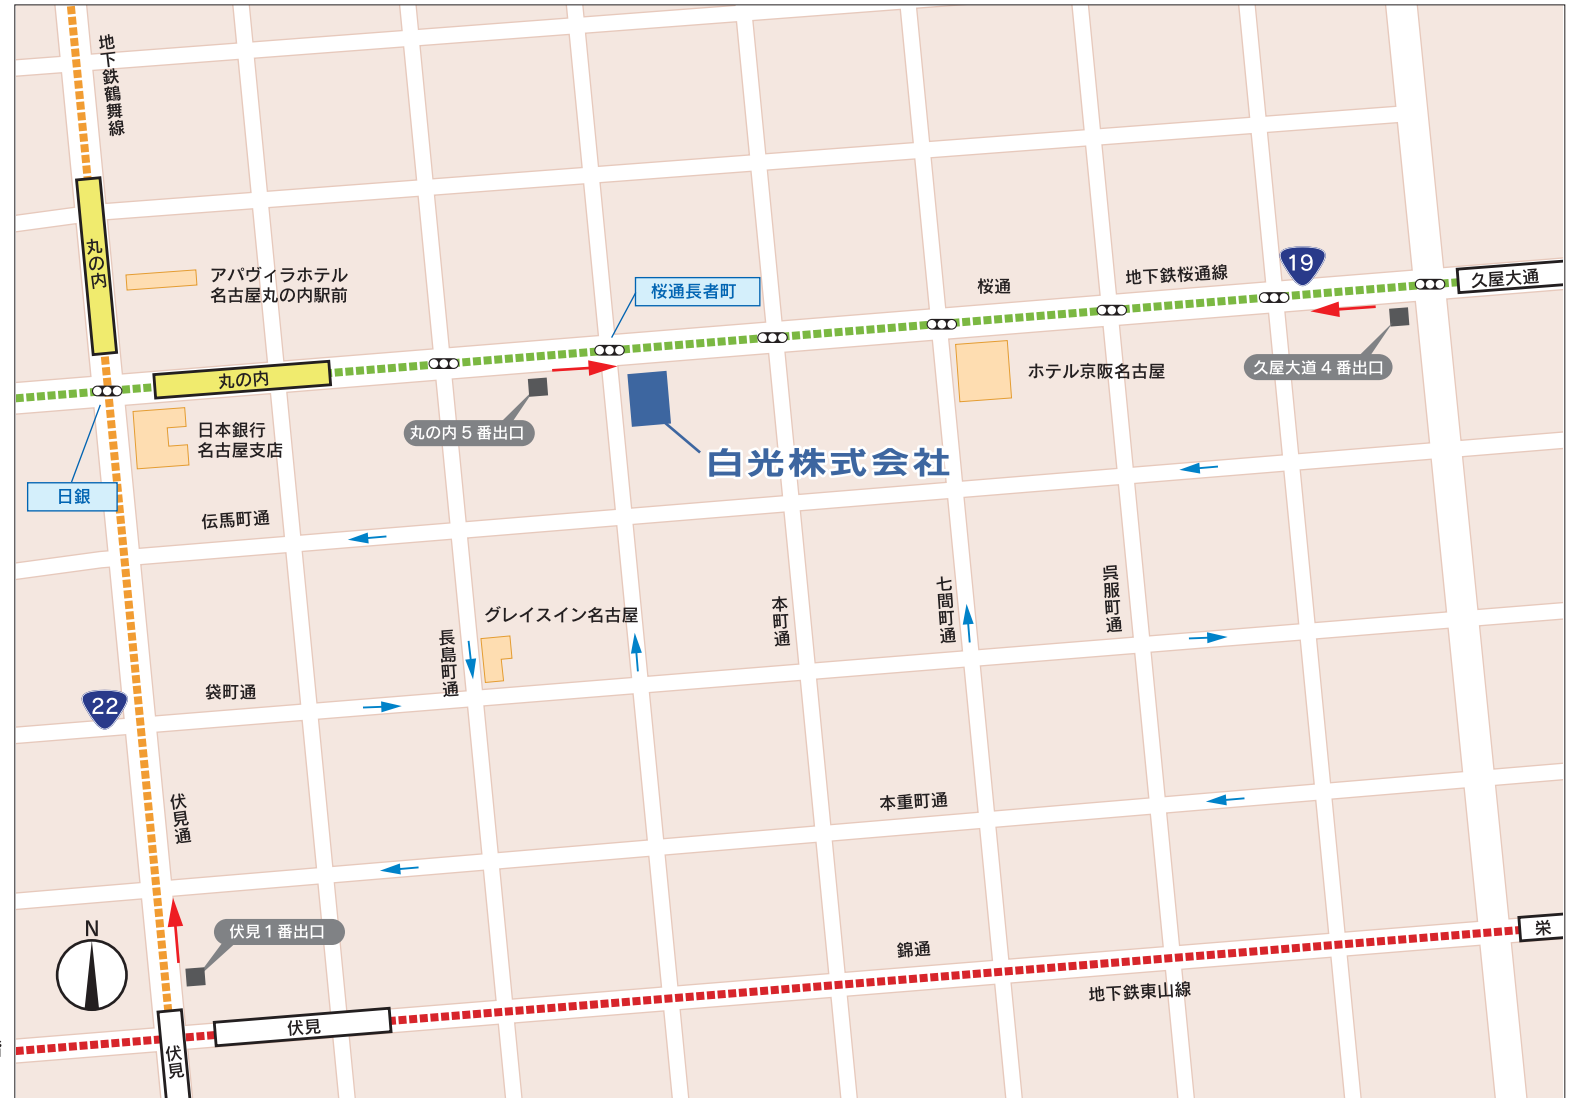 地下鉄鶴舞線
丸の内
アパヴィラホテル
名古屋丸の内駅前
桜通長者町
桜通
地下鉄桜通線
19
久屋大通
丸の内
久屋大道4番出口
ホテル京阪名古屋
日本銀行
名古屋支店
丸の内5番出口
白光株式会社
日銀
伝馬町通
グレイスイン名古屋
長島町通
本町通
七間町通
呉服町通
袋町通
22
伏見通
本重町通
N
伏見1番出口
錦通
栄
地下鉄東山線
伏見
伏見